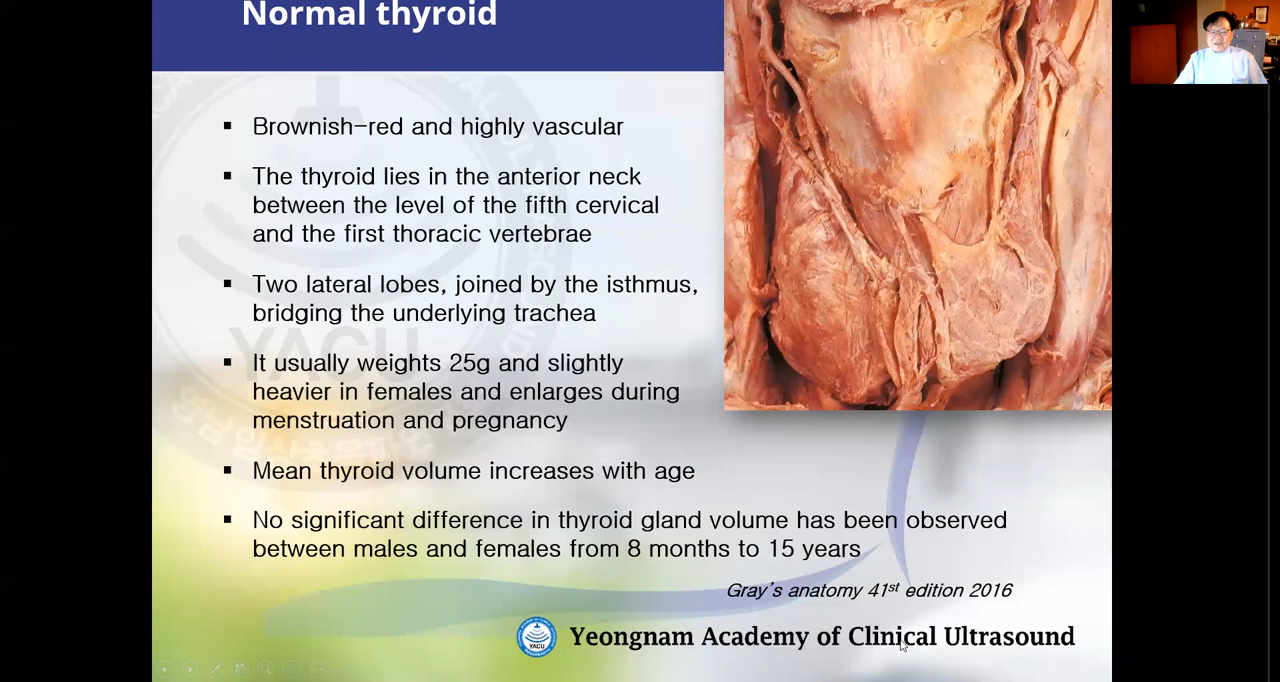 Normal thyroid
▪ Brownish-red and highly vascular
▪ The thyroid lies in the anterior neck
between the level of the fifth cervical
and the first thoracic vertebrae
▪ Two lateral lobes, joined by the isthmus,
bridging the underlying trachea
▪ It usually weights 25g and slightly
heavier in females and enlarges during
menstruation and pregnancy
▪ Mean thyroid volume increases with age
▪ No significant difference in thyroid gland volume has been observed
between males and females from 8 months to 15 years
Gray's anatomy 41st edition 2016
YACU
Yeongnam Academy of Clinical Ultrasound
YACU